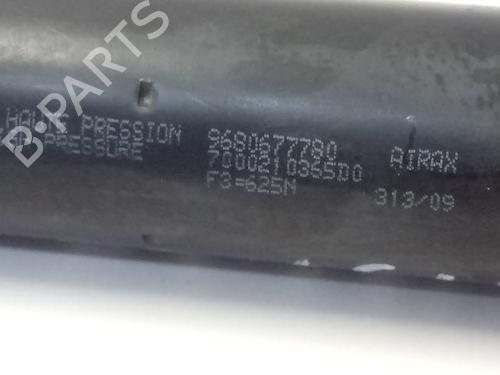 HAUTE PRESSION 9680677780 AIRAX
PRESSURE 7000210365D0
F3=625N 313/09
B-PARTS